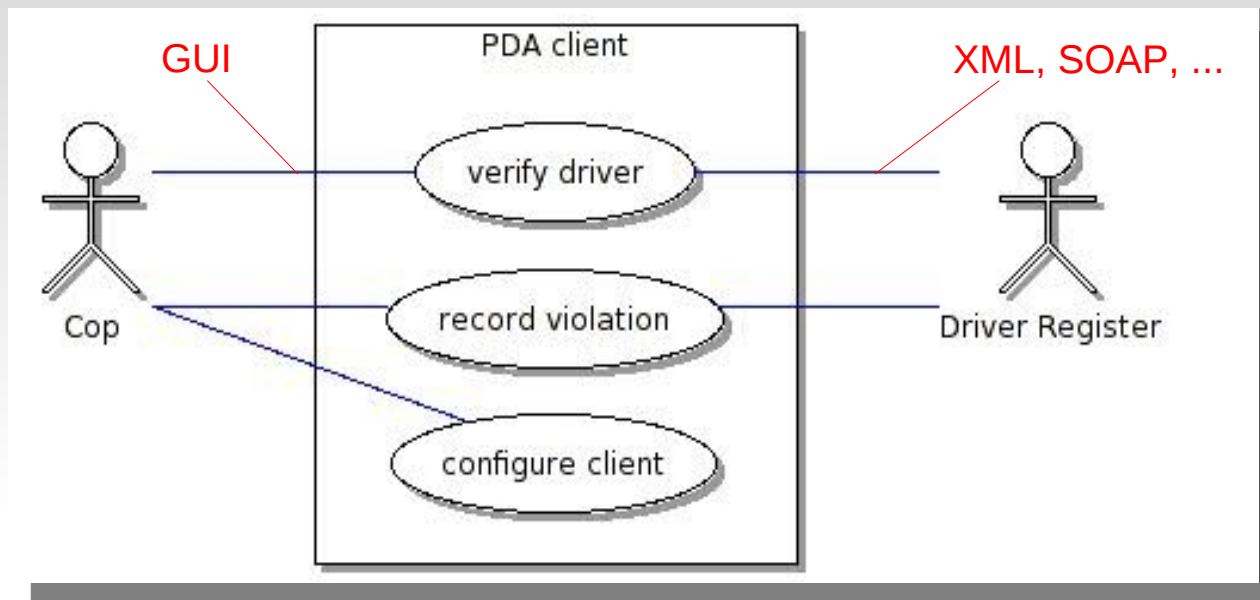 PDA client
GUI
XML, SOAP, ...
verify driver
record violation
Cop
Driver Register
configure client